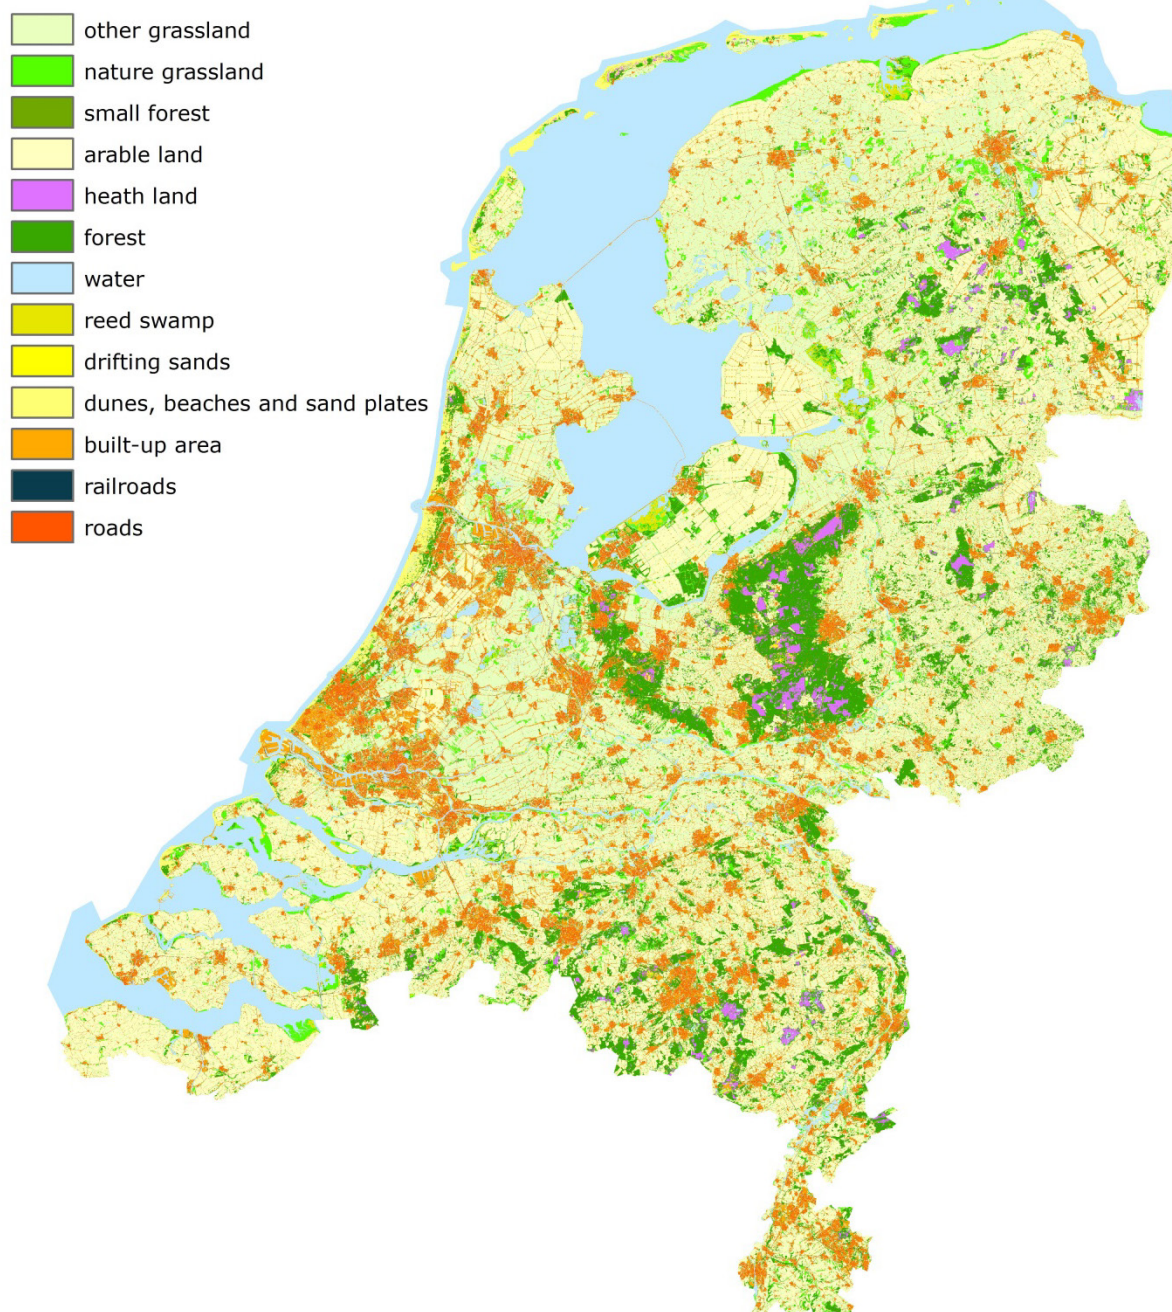 other grassland
nature grassland
small forest
arable land
heath land
forest
water
reed swamp
drifting sands
dunes, beaches and sand plates
built-up area
railroads
roads